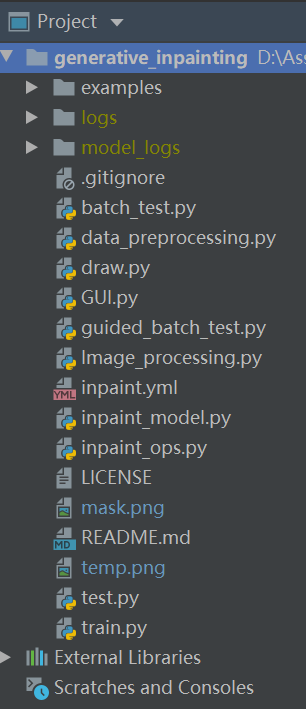 Project
generative_inpainting D:\Ass
examples
logs
model_logs
.gitignore
batch_test.py
data_preprocessing.py
draw.py
GUI.py
guided_batch_test.py
Image_processing.py
YML inpaint.yml
inpaint_model.py
inpaint_ops.py
LICENSE
mask.png
MD README.md
temp.png
test.py
train.py
External Libraries
Scratches and Consoles